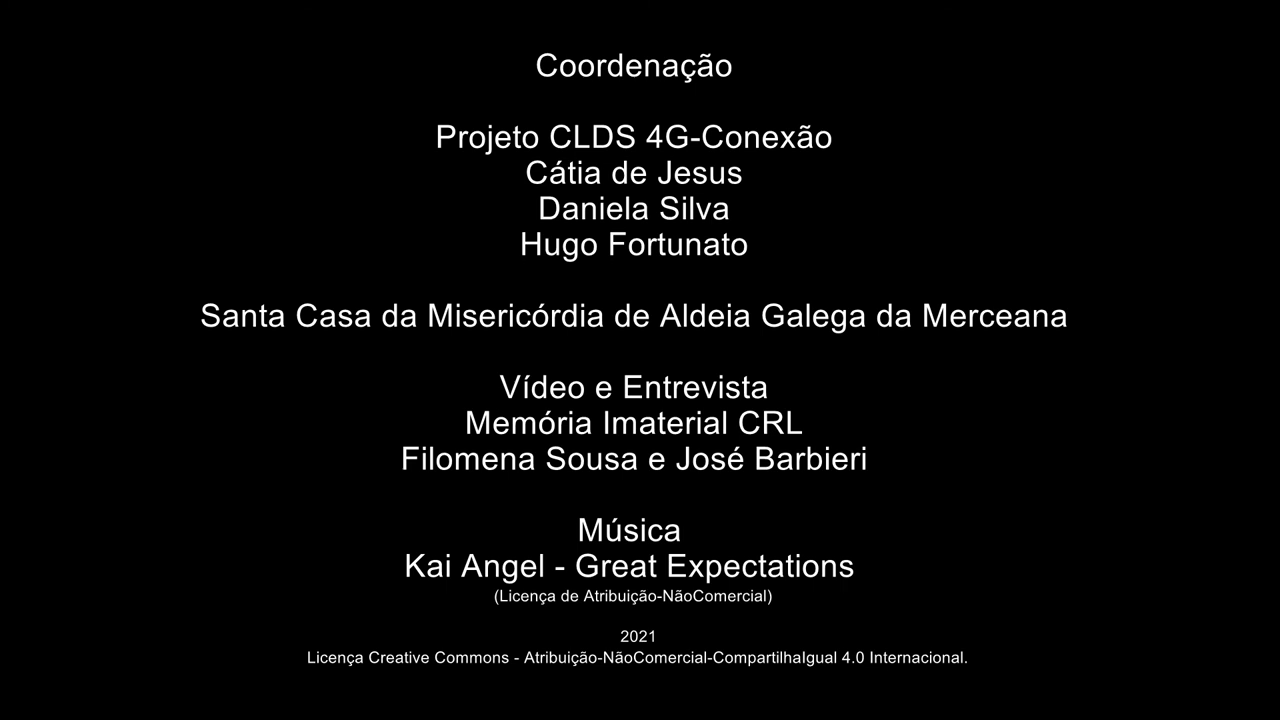 Coordenação
Projeto CLDS 4G-Conexão
Cátia de Jesus
Daniela Silva
Hugo Fortunato
Santa Casa da Misericórdia de Aldeia Galega da Merceana
Vídeo e Entrevista
Memória Imaterial CRL
Filomena Sousa e José Barbieri
Música
Kai Angel - Great Expectations
(Licença de Atribuição-NãoComercial)
2021
Licença Creative Commons - Atribuição-NãoComercial-CompartilhaIgual 4.0 Internacional.